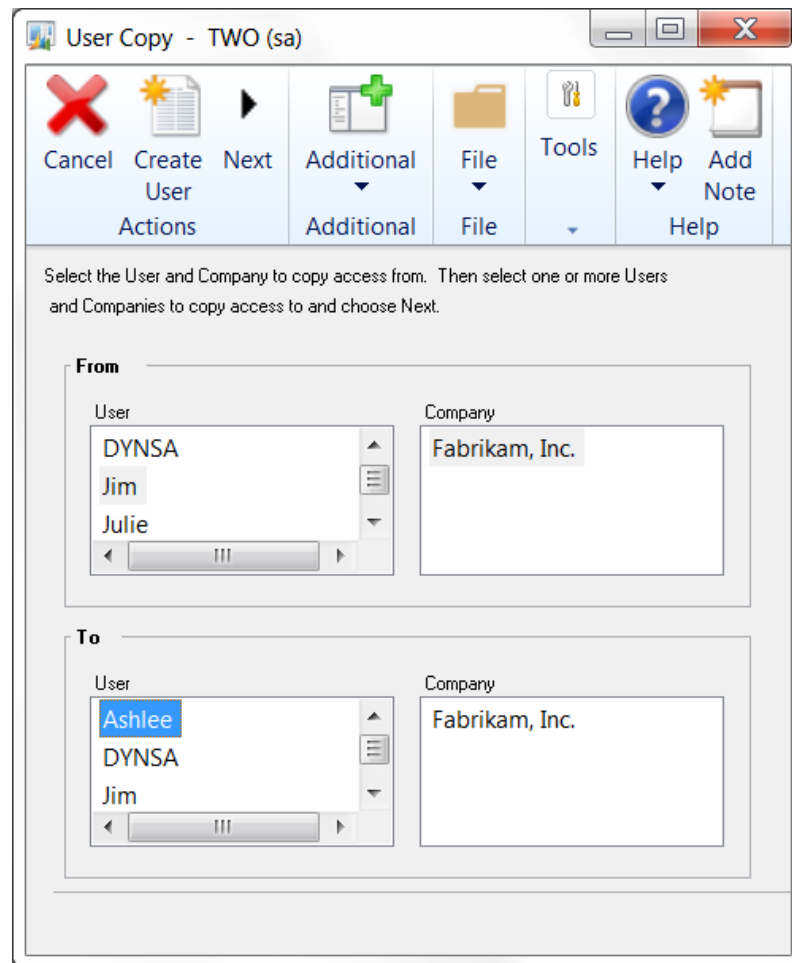 User Copy - TWO (sa)
Cancel Create User Next Additional File Tools Help Add Note
Actions Additional File Help
Select the User and Company to copy access from. Then select one or more Users
and Companies to copy access to and choose Next.
From
User Company
DYNSA Fabrikam, Inc.
Jim
Julie
To
User Company
Ashlee Fabrikam, Inc.
DYNSA
Jim